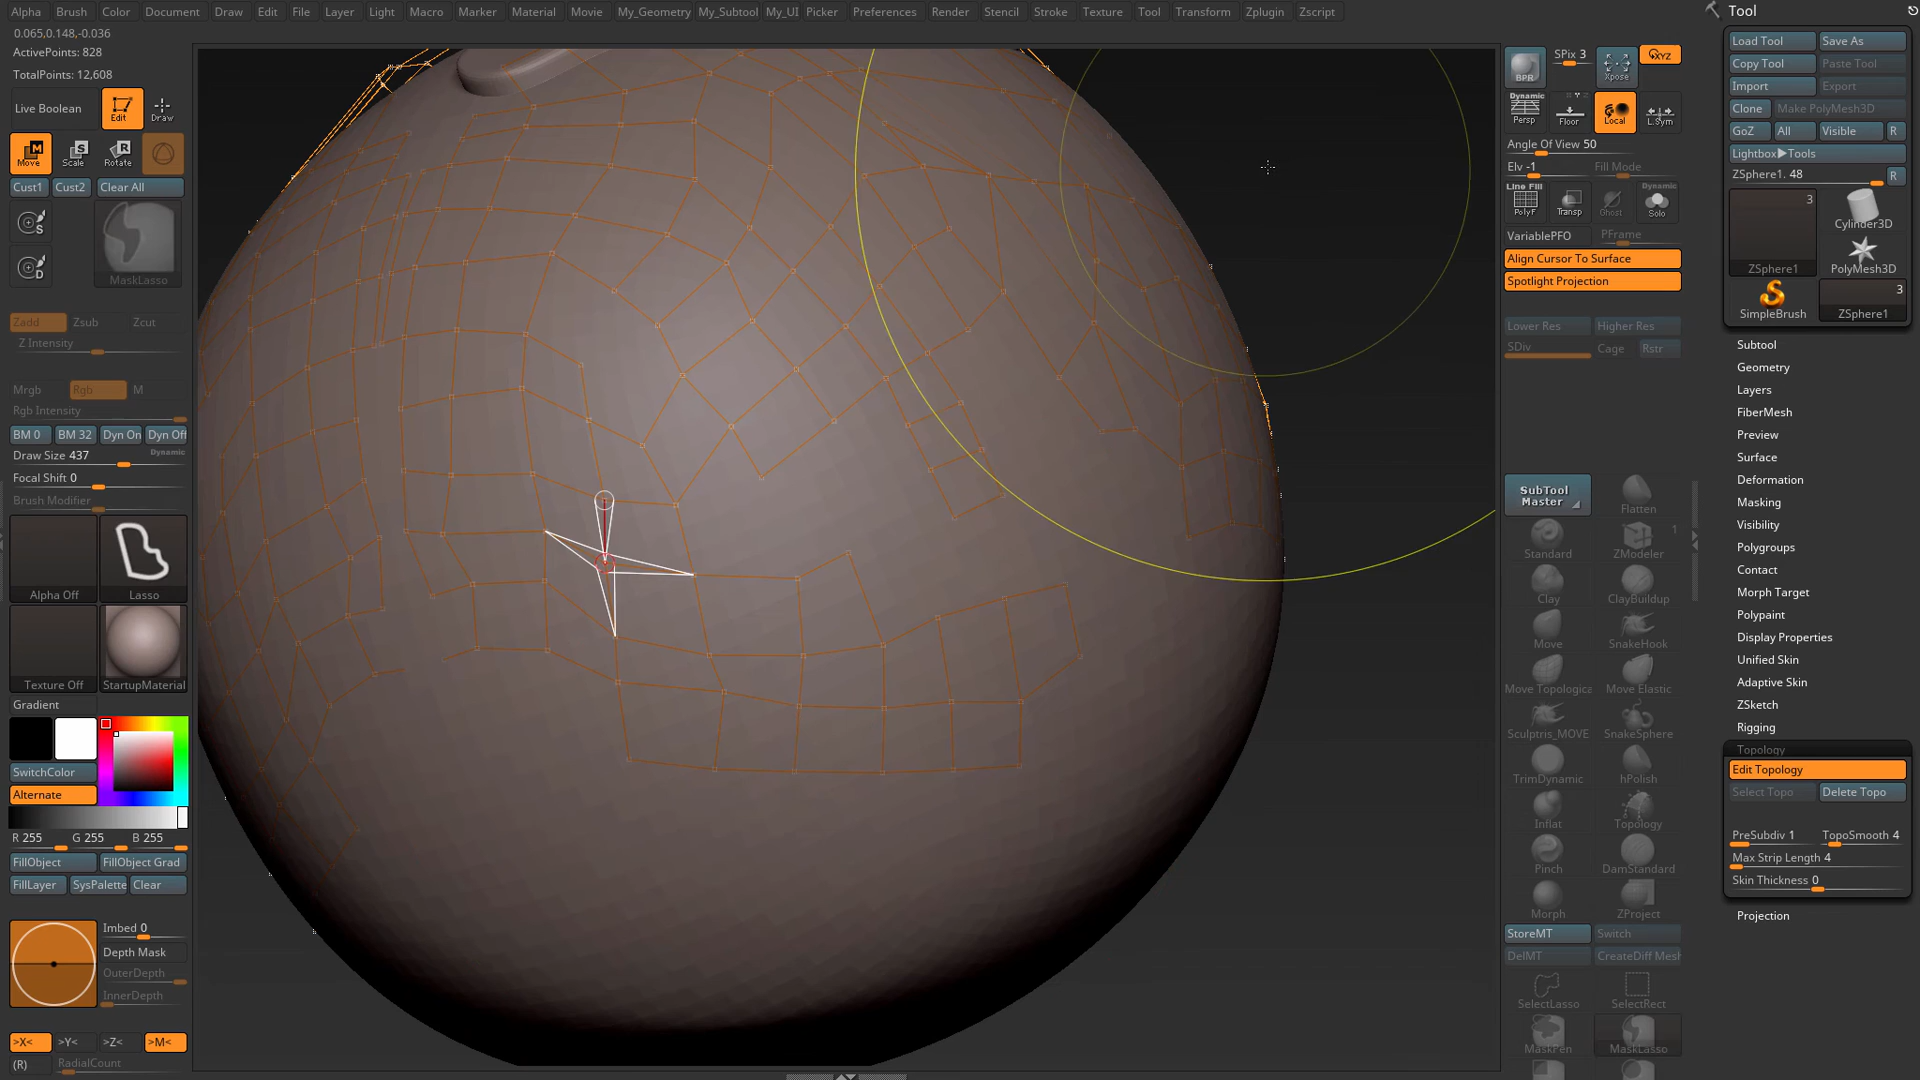 Alpha Brush Color Document Draw Edit File Layer Light Macro Marker Material Movie My_Geometry My_Subtool My_UI Picker Preferences Render Stencil Stroke Texture Tool Transform Zplugin Zscript
0.065,0.148,-0.036
ActivePoints: 828
TotalPoints: 12,608
Live Boolean
Edit
Draw
Move
Scale
Rotate
Cust1 Cust2 Clear All
MaskLasso
Zadd Zsub Zcut
Z Intensity
Mrgb Rgb M
Rgb Intensity
BM 0 BM 32 Dyn On Dyn Off
Draw Size 437 Dynamic
Focal Shift 0
Brush Modifier
Alpha Off Lasso
Texture Off StartupMaterial
Gradient
SwitchColor
Alternate
R 255 G 255 B 255
FillObject FillObject Grad
FillLayer SysPalette Clear
Imbed 0
Depth Mask
OuterDepth
InnerDepth
>X< >Y< >Z< >M<
(R) RadialCount
BPR
SPix 3
Xpose
XYZ
Dynamic
Persp
Floor
Local
L.Sym
Angle Of View 50
Elv -1 Fill Mode
Line Fill
PolyF
Transp
Ghost
Dynamic
Solo
VariablePFO PFrame
Align Cursor To Surface
Spotlight Projection
Lower Res Higher Res
SDiv Cage Rstr
SubTool
Master
Flatten
Standard ZModeler 1
Clay ClayBuildup
Move SnakeHook
Move Topologica Move Elastic
Sculptris_MOVE SnakeSphere
TrimDynamic hPolish
Inflat Topology
Pinch DamStandard
Morph ZProject
StoreMT Switch
DelMT CreateDiff Mesh
SelectLasso SelectRect
MaskPen MaskLasso
Tool
Load Tool Save As
Copy Tool Paste Tool
Import Export
Clone Make PolyMesh3D
GoZ All Visible R
Lightbox▶Tools
ZSphere1. 48 R
3
ZSphere1
Cylinder3D
PolyMesh3D
SimpleBrush
3
ZSphere1
Subtool
Geometry
Layers
FiberMesh
Preview
Surface
Deformation
Masking
Visibility
Polygroups
Contact
Morph Target
Polypaint
Display Properties
Unified Skin
Adaptive Skin
ZSketch
Rigging
Topology
Edit Topology
Select Topo Delete Topo
PreSubdiv 1 TopoSmooth 4
Max Strip Length 4
Skin Thickness 0
Projection